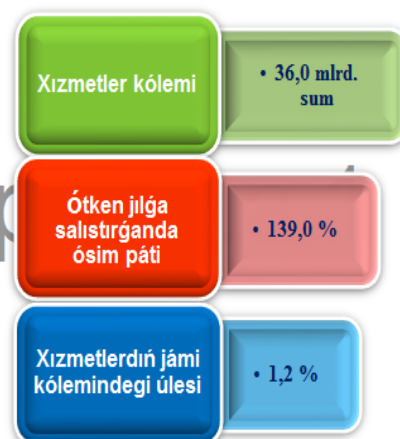 Xızmetler kólemi
• 36,0 mlrd.
sum
Ótken jılǵa
salıstırǵanda
ósim páti
• 139,0 %
Xızmetlerdiń jámi
kólemindegi úlesi
• 1,2 %